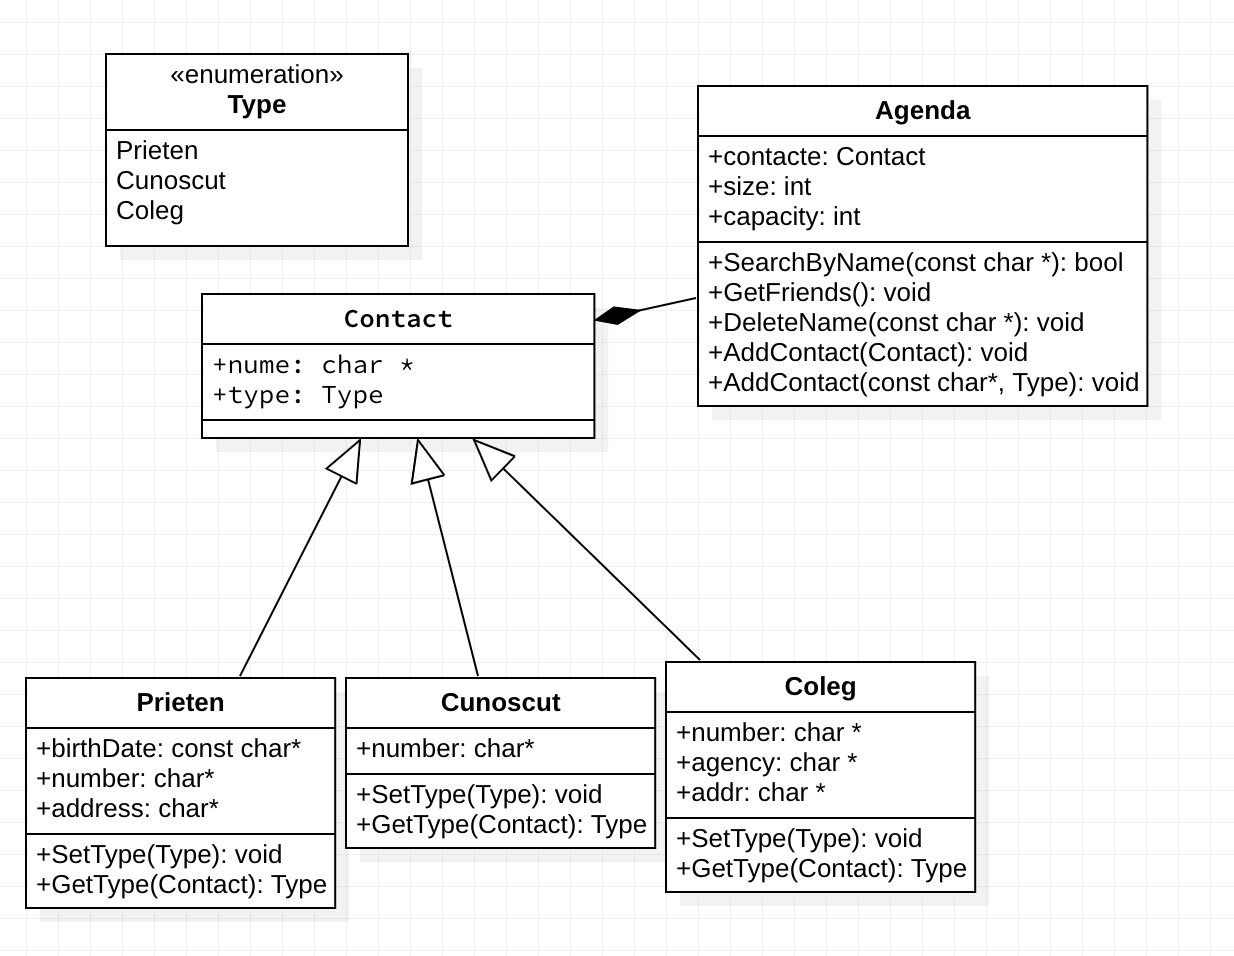 «enumeration»
Type
Prieten
Cunoscut
Coleg
Agenda
+contacte: Contact
+size: int
+capacity: int
+SearchByName(const char *): bool
+GetFriends(): void
+DeleteName(const char *): void
+AddContact(Contact): void
+AddContact(const char*, Type): void
Contact
+nume: char *
+type: Type
Prieten
+birthDate: const char*
+number: char*
+address: char*
+SetType(Type): void
+GetType(Contact): Type
Cunoscut
+number: char*
+SetType(Type): void
+GetType(Contact): Type
Coleg
+number: char *
+agency: char *
+addr: char *
+SetType(Type): void
+GetType(Contact): Type